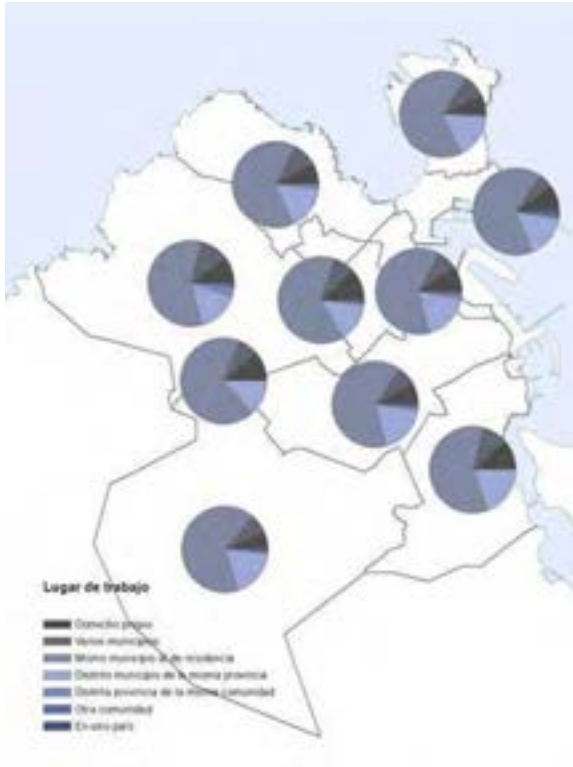 Lugar de trabajo
Domicilio propio
Varios municipios
Mismo municipio al de residencia
Distinto municipio de la misma provincia
Distinta provincia de la misma comunidad
Otra comunidad
En otro país